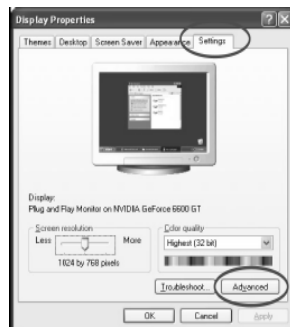 Display Properties
Themes Desktop Screen Saver Appearance Settings
Display:
Plug and Play Monitor on NVIDIA GeForce 6600 GT
Screen resolution
Less More
1024 by 768 pixels
Color quality
Highest (32 bit)
Troubleshoot... Advanced
OK Cancel Apply